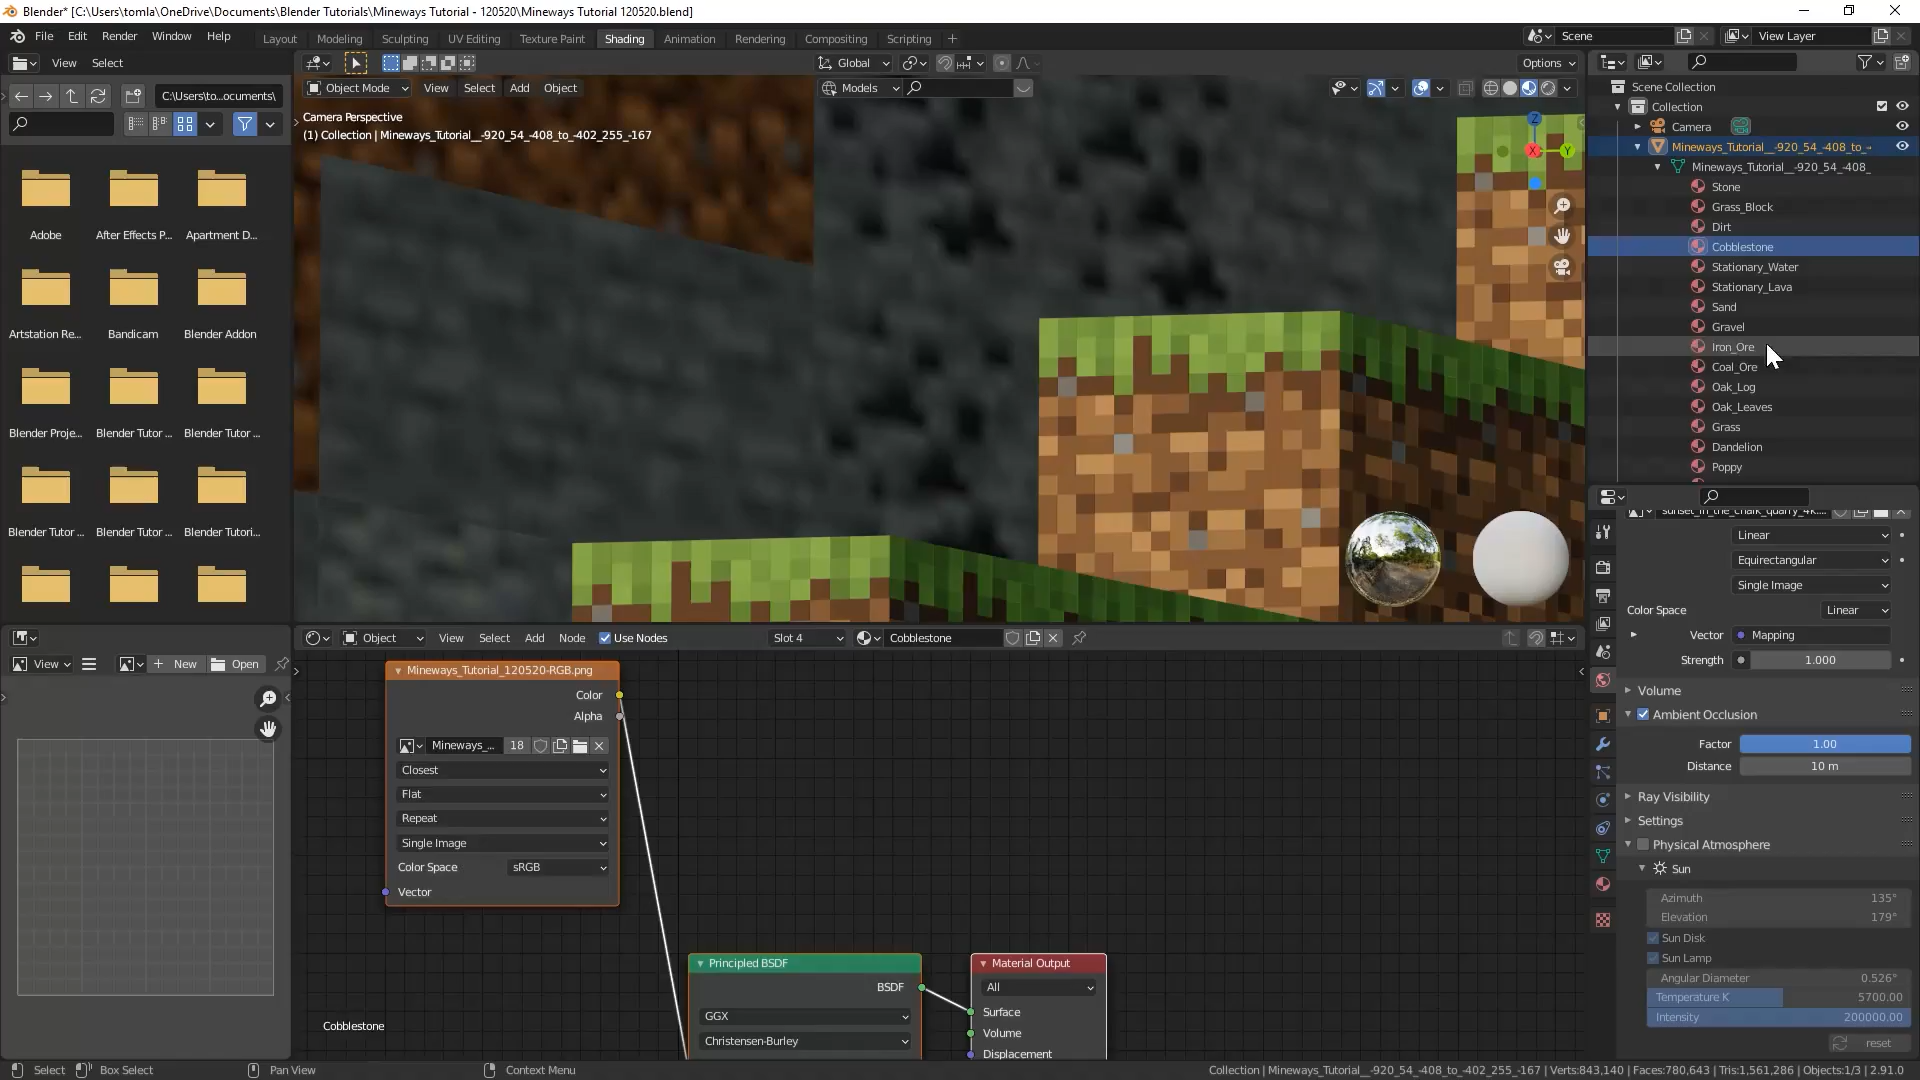 Blender* [C:\Users\tomla\OneDrive\Documents\Blender Tutorials\Mineways Tutorial - 120520\Mineways Tutorial 120520.blend]
File Edit Render Window Help
Layout Modeling Sculpting UV Editing Texture Paint Shading Animation Rendering Compositing Scripting +
Scene
View Layer
View Select
Global
Options
C:\Users\to...ocuments\
Object Mode View Select Add Object
Models
Camera Perspective
(1) Collection | Mineways_Tutorial__-920_54_-408_to_-402_255_-167
Z
X
Y
Adobe
After Effects P...
Apartment D...
Artstation Re...
Bandicam
Blender Addon
Blender Proje...
Blender Tutor ...
Blender Tutor ...
Blender Tutor ...
Blender Tutor ...
Blender Tutori...
Scene Collection
Collection
Camera
Mineways_Tutorial__-920_54_-408_to_-
Mineways_Tutorial__-920_54_-408_
Stone
Grass_Block
Dirt
Cobblestone
Stationary_Water
Stationary_Lava
Sand
Gravel
Iron_Ore
Coal_Ore
Oak_Log
Oak_Leaves
Grass
Dandelion
Poppy
sunset_in_the_chalk_quarry_4k....
Linear
Equirectangular
Single Image
Color Space Linear
Vector Mapping
Strength 1.000
Volume
Ambient Occlusion
Factor 1.00
Distance 10 m
Ray Visibility
Settings
Physical Atmosphere
Sun
Azimuth 135°
Elevation 179°
Sun Disk
Sun Lamp
Angular Diameter 0.526°
Temperature K 5700.00
Intensity 200000.00
reset
View
New
Open
Object View Select Add Node Use Nodes Slot 4 Cobblestone
Mineways_Tutorial_120520-RGB.png
Color
Alpha
Mineways_... 18
Closest
Flat
Repeat
Single Image
Color Space sRGB
Vector
Principled BSDF
BSDF
GGX
Christensen-Burley
Material Output
All
Surface
Volume
Displacement
Cobblestone
Select Box Select Pan View Context Menu
Collection | Mineways_Tutorial__-920_54_-408_to_-402_255_-167 | Verts:843,140 | Faces:780,643 | Tris:1,561,286 | Objects:1/3 | 2.91.0